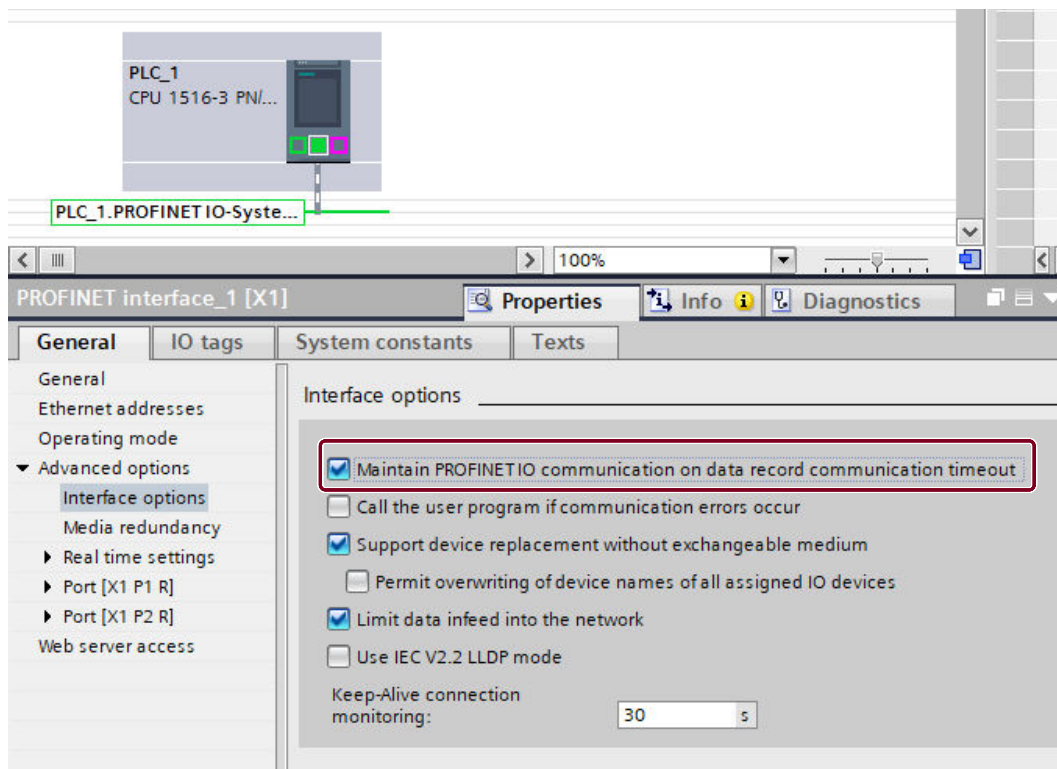 PLC_1
CPU 1516-3 PN/...
PLC_1.PROFINET IO-Syste...
100%
PROFINET interface_1 [X1]
Properties
Info
Diagnostics
General
IO tags
System constants
Texts
General
Ethernet addresses
Operating mode
Advanced options
Interface options
Media redundancy
Real time settings
Port [X1 P1 R]
Port [X1 P2 R]
Web server access
Interface options
Maintain PROFINET IO communication on data record communication timeout
Call the user program if communication errors occur
Support device replacement without exchangeable medium
Permit overwriting of device names of all assigned IO devices
Limit data infeed into the network
Use IEC V2.2 LLDP mode
Keep-Alive connection
monitoring:
30 s